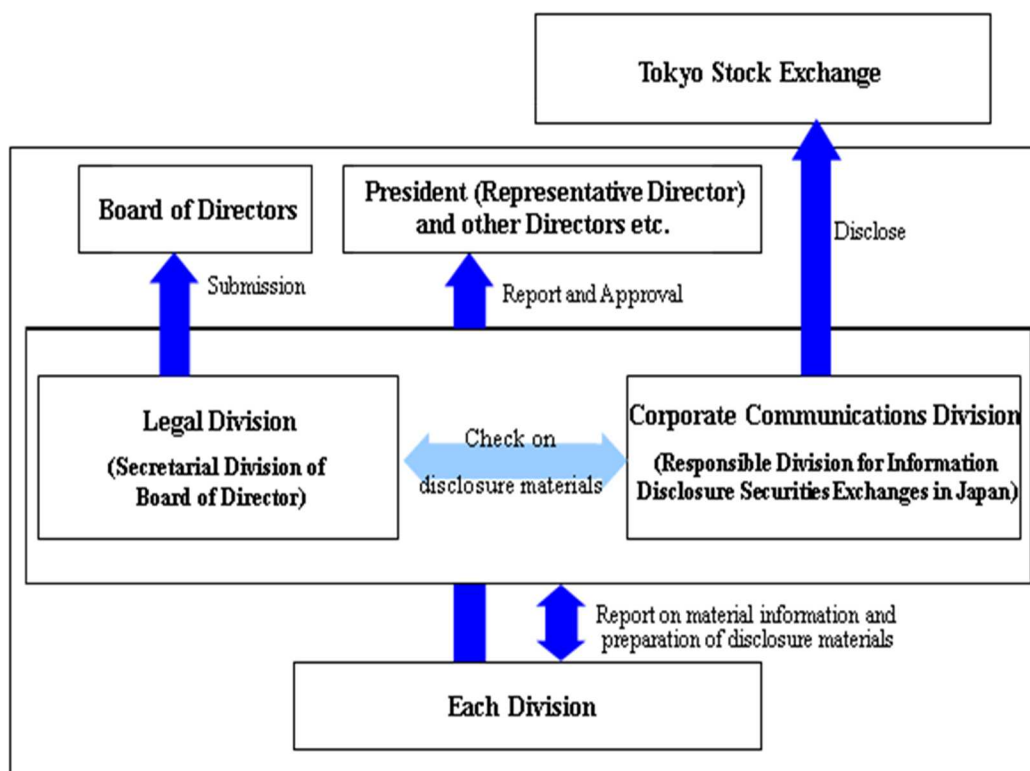 Tokyo Stock Exchange
Board of Directors
President (Representative Director)
and other Directors etc.
Disclose
Submission
Report and Approval
Legal Division
(Secretarial Division of
Board of Director)
Check on
disclosure materials
Corporate Communications Division
(Responsible Division for Information
Disclosure Securities Exchanges in Japan)
Report on material information and
preparation of disclosure materials
Each Division